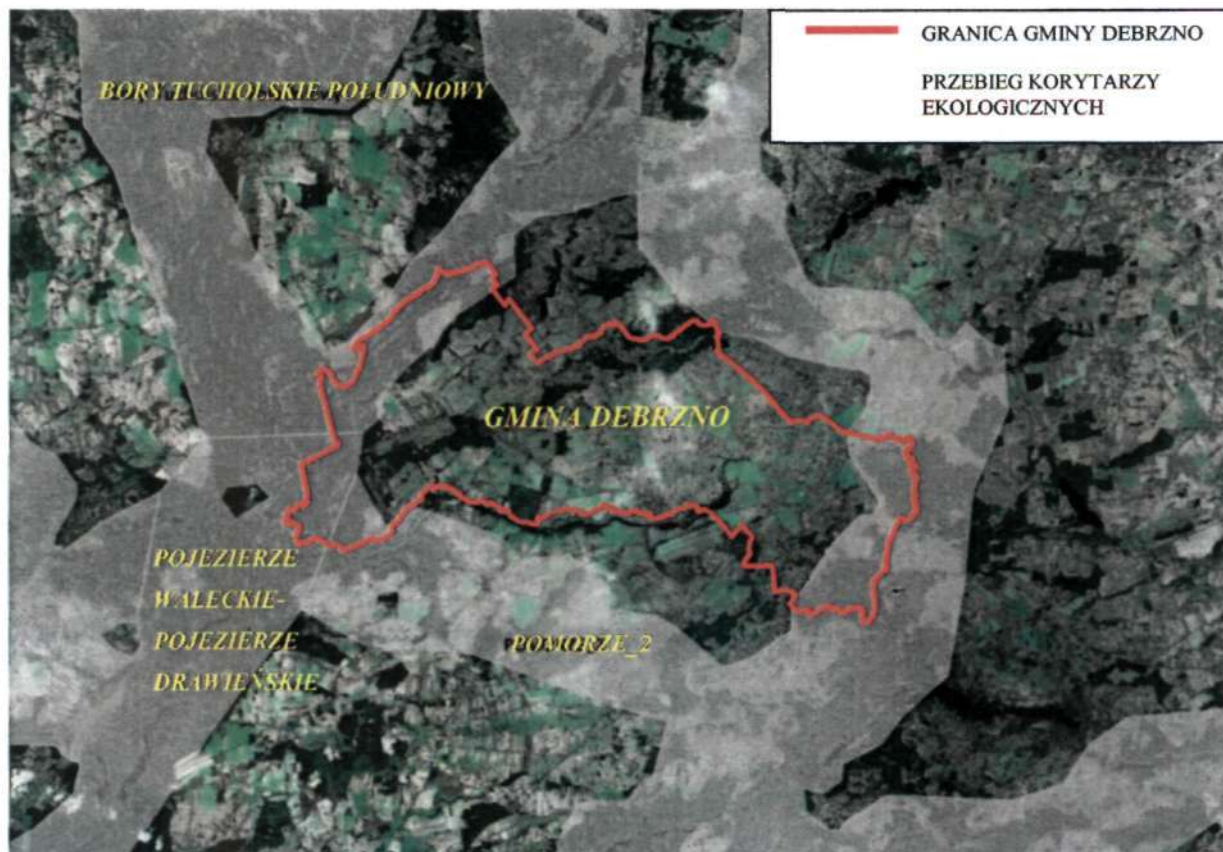 GRANICA GMINY DEBRZNO
PRZEBIEG KORYTARZY
EKOLOGICZNYCH
BORY TUCHOLSKIE POŁUDNIOWY
GMINA DEBRZNO
POJEZIERZE
WAŁECKIE-
POJEZIERZE
DRAWIEŃSKIE
POMORZE_2